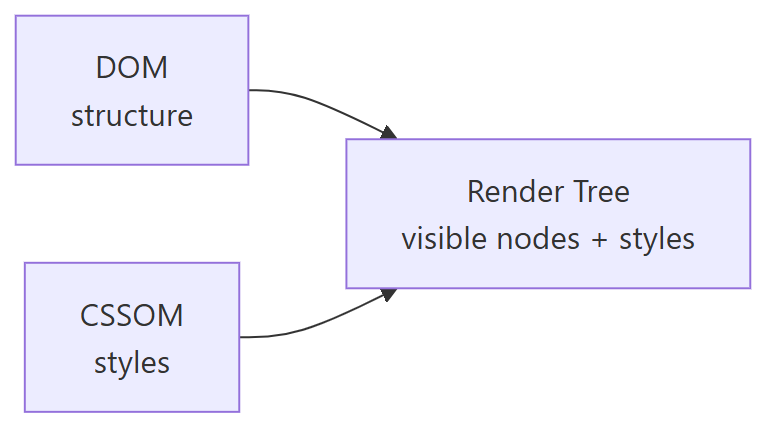 DOM
structure
Render Tree
visible nodes + styles
CSSOM
styles